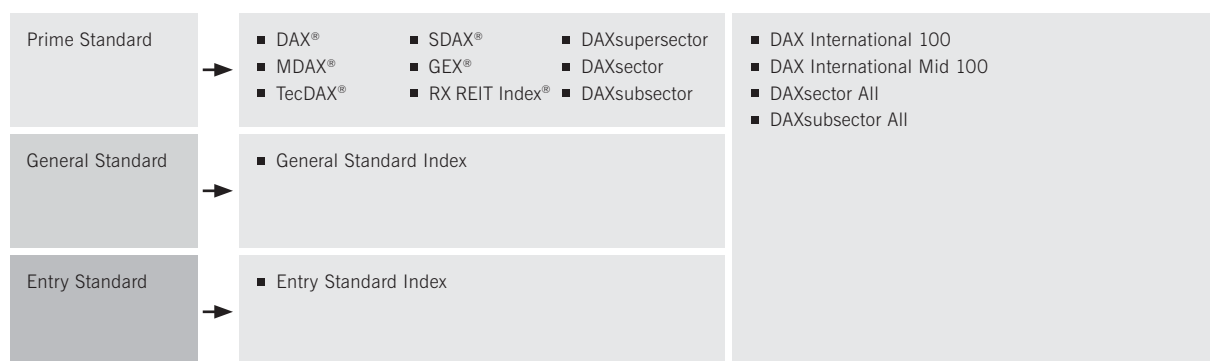 Prime Standard
■ DAX®
■ MDAX®
■ TecDAX®
■ SDAX®
■ GEX®
■ RX REIT Index®
■ DAXsupersector
■ DAXsector
■ DAXsubsector
■ DAX International 100
■ DAX International Mid 100
■ DAXsector All
■ DAXsubsector All
General Standard
■ General Standard Index
Entry Standard
■ Entry Standard Index